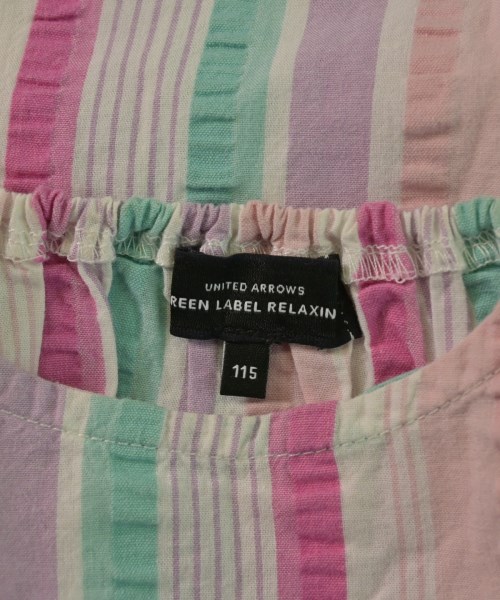 UNITED ARROWS
REEN LABEL RELAXIN
115